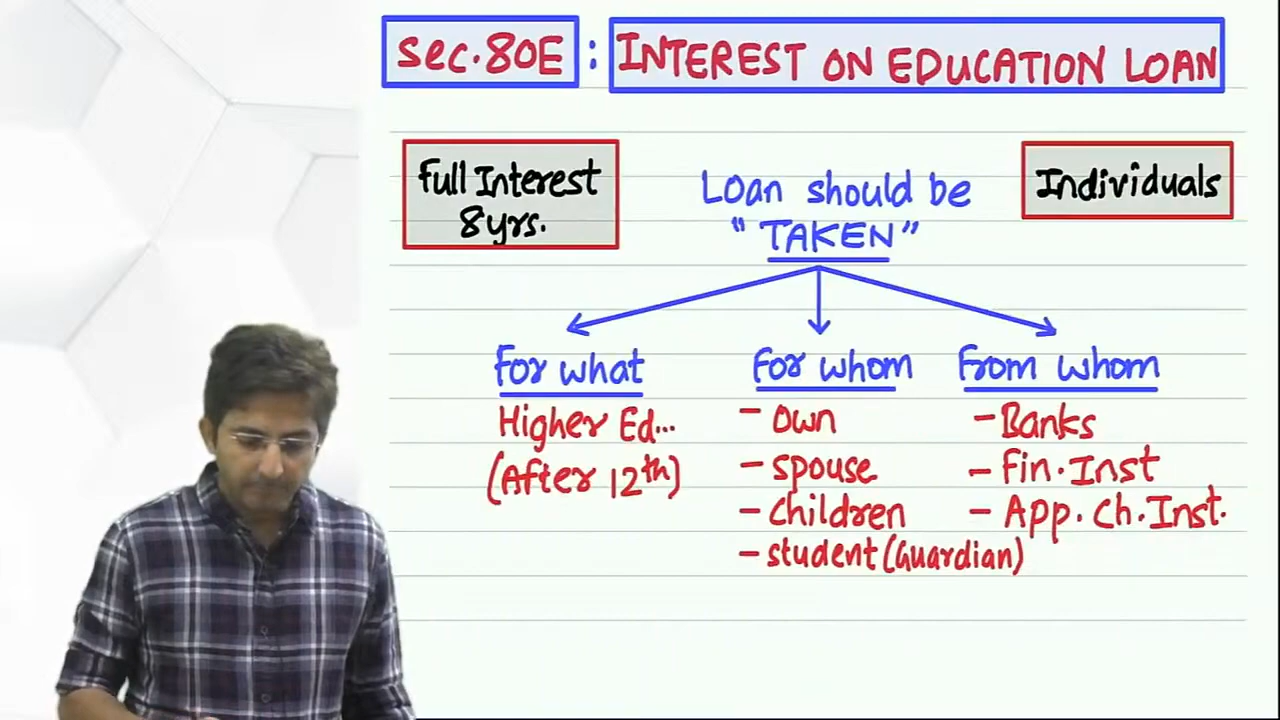 Sec.80E : INTEREST ON EDUCATION LOAN
Full Interest
8yrs.
Loan should be
"TAKEN"
Individuals
For what
Higher Ed...
(After 12th)
For whom
- Own
- Spouse
- Children
- Student (Guardian)
From whom
- Banks
- Fin. Inst
- App. Ch. Inst.